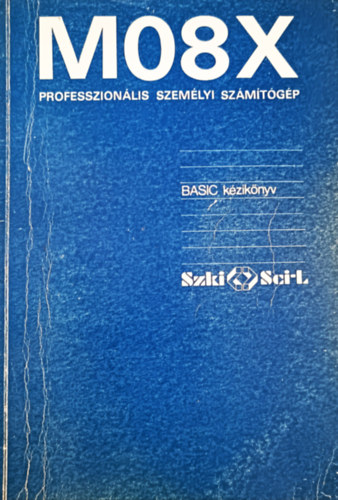 M08X
PROFESSZIONÁLIS SZEMÉLYI SZÁMÍTÓGÉP
BASIC kézikönyv
Szki Sci-L